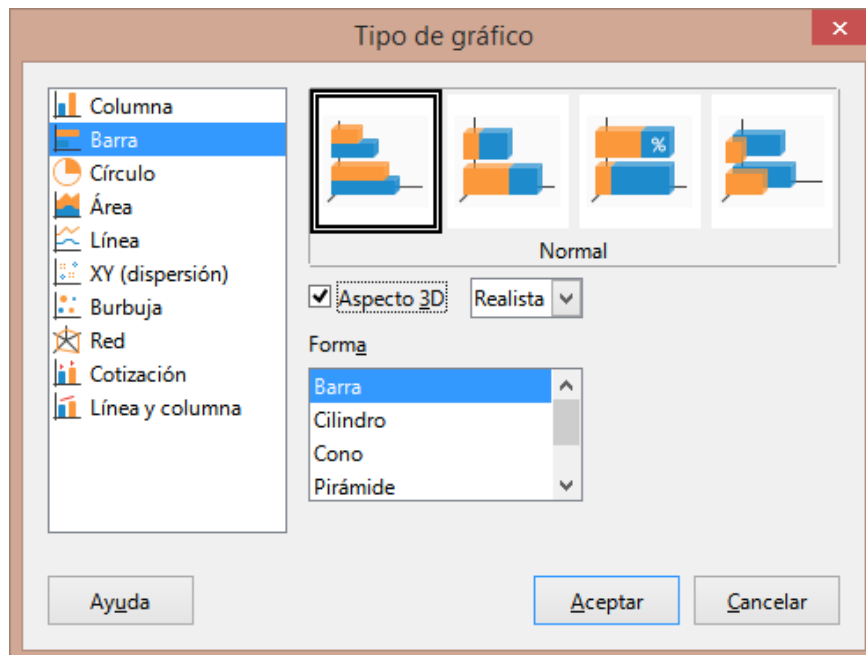 Tipo de gráfico
Columna
Barra
Círculo
Área
Línea
XY (dispersión)
Burbuja
Red
Cotización
Línea y columna
%
Normal
Aspecto 3D
Realista
Forma
Barra
Cilindro
Cono
Pirámide
Ayuda
Aceptar
Cancelar